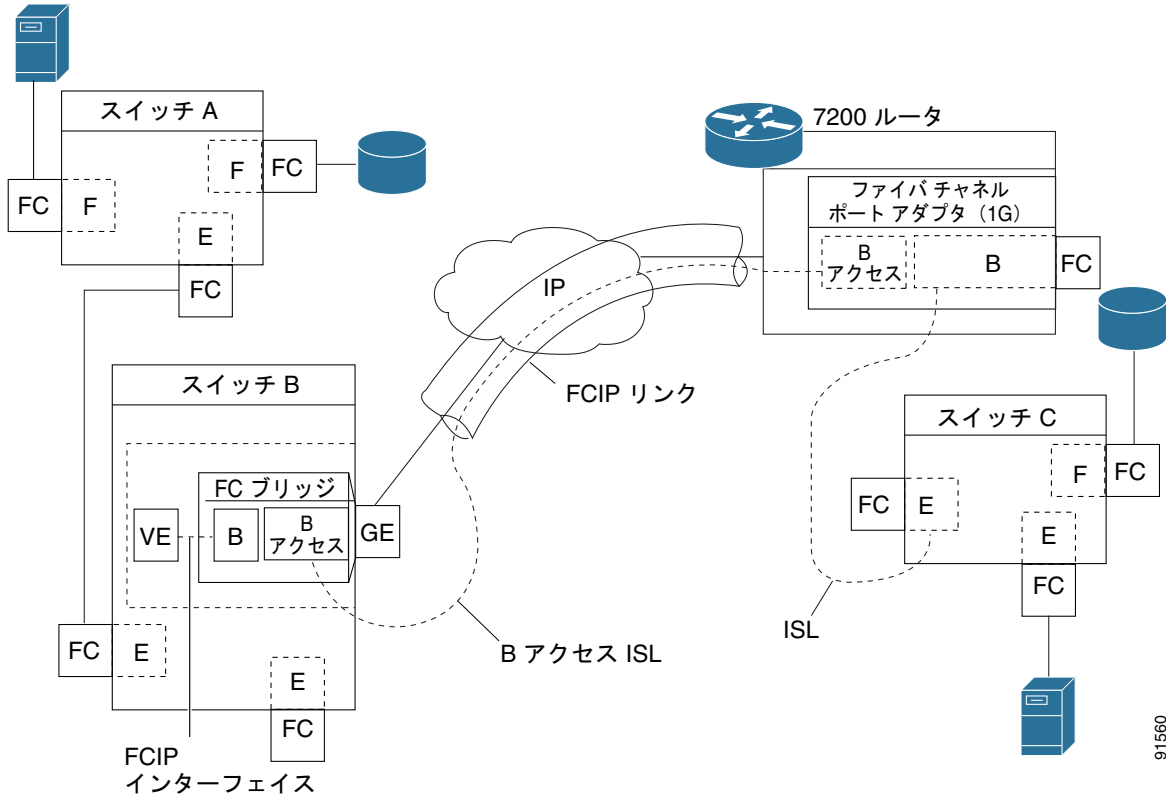 スイッチ A
F
FC
FC
F
E
FC
7200 ルータ
ファイバ チャネル
ポート アダプタ（1G）
B
アクセス
B
FC
IP
FCIP リンク
スイッチ B
FC ブリッジ
VE
B
B
アクセス
GE
FC
E
E
FC
B アクセス ISL
FCIP
インターフェイス
スイッチ C
F
FC
FC
E
E
FC
ISL
91560